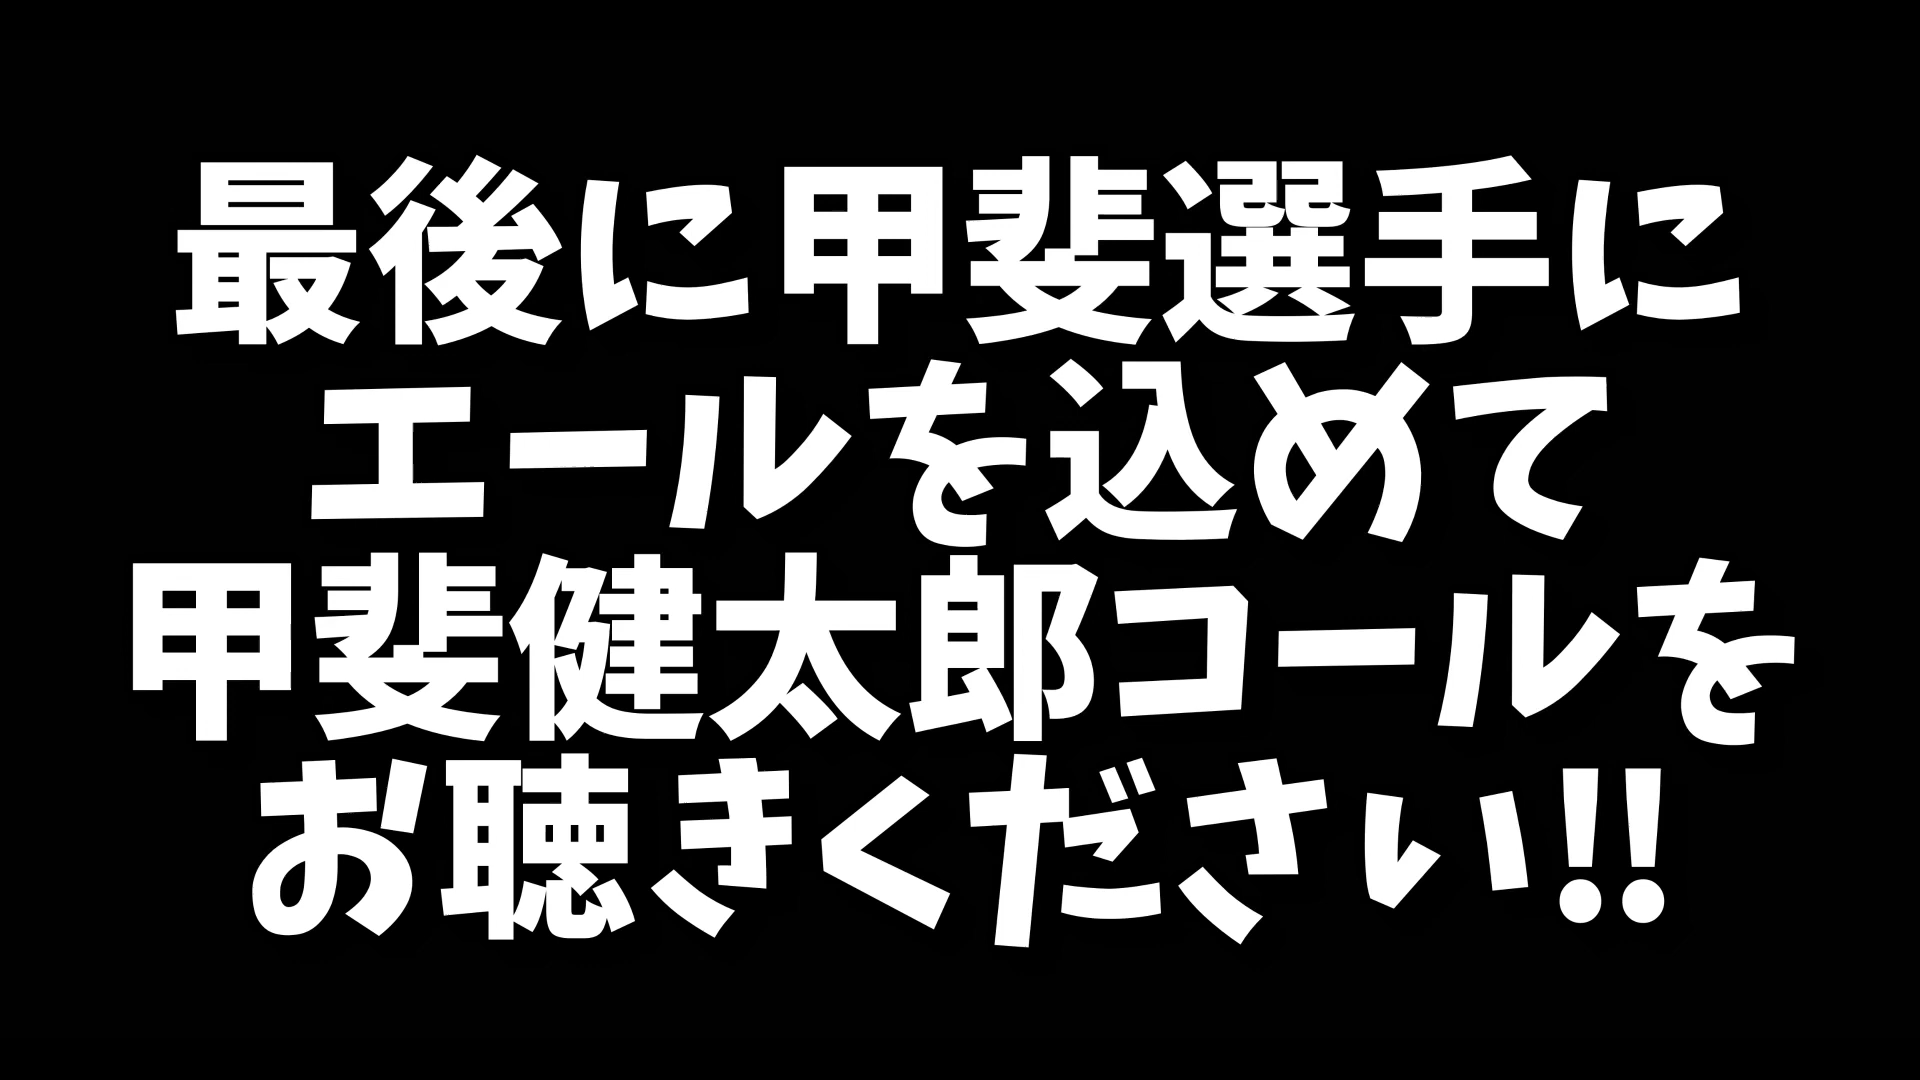 最後に甲斐選手に
エールを込めて
甲斐健太郎コールを
お聴きください!!